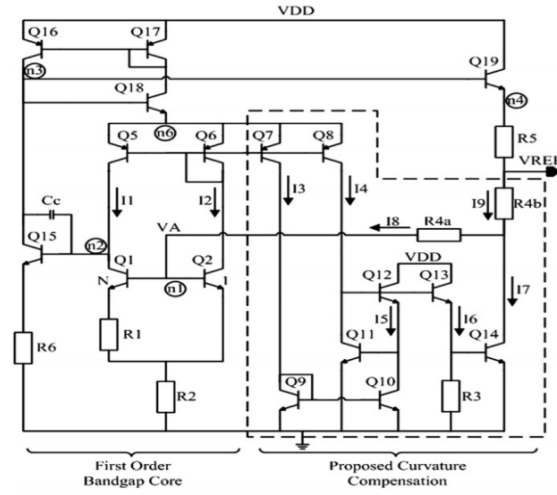 VDD
Q16 Q17
n3
Q18
Q19
n4
n6
Q5 Q6 Q7 Q8
R5
VREF
I1 I2 I3 I4
I9 R4b
Cc
I8 R4a
VA
Q15
n2
Q1 Q2
N n1 1
VDD
Q12 Q13
I7
I5 I6
R1
Q11 Q14
R6
R2
Q9 Q10
R3
First Order
Bandgap Core
Proposed Curvature
Compensation